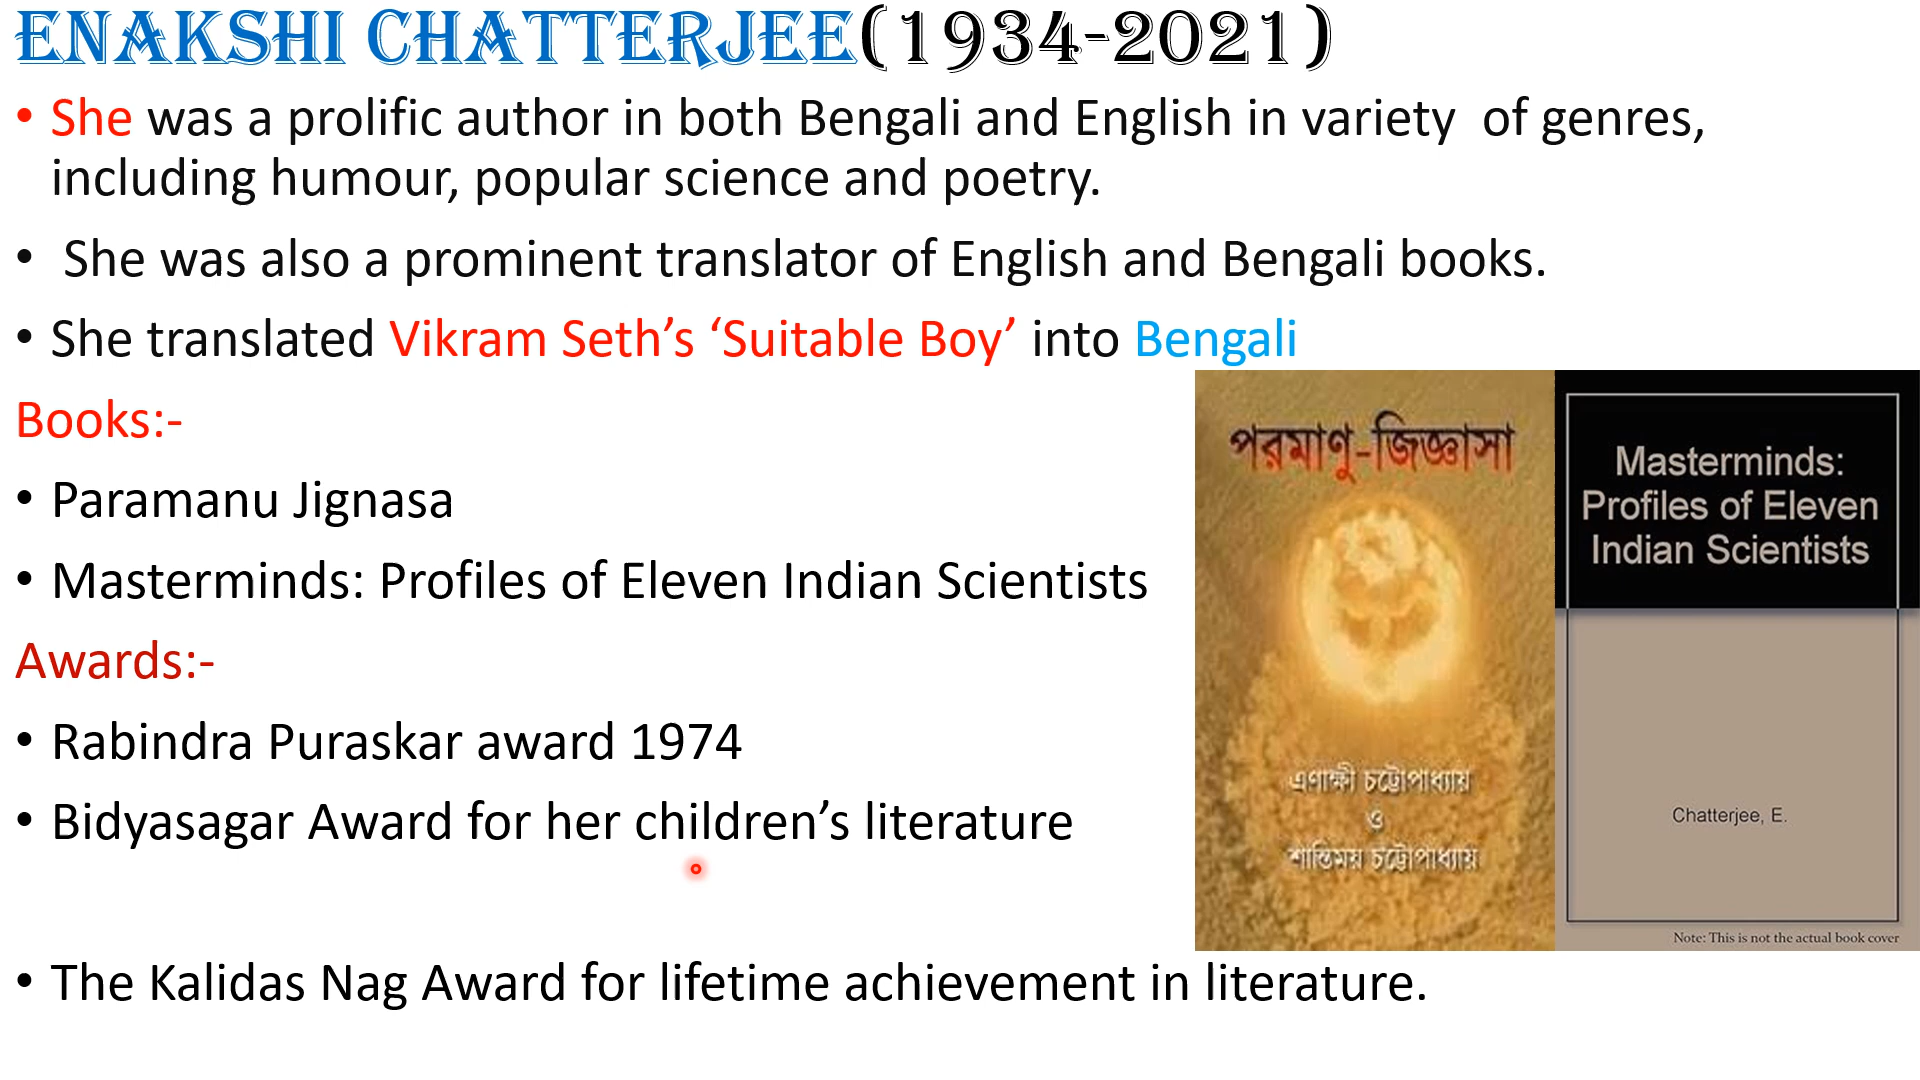 ENAKSHI CHATTERJEE(1934-2021)
• She was a prolific author in both Bengali and English in variety  of genres,
including humour, popular science and poetry.
• She was also a prominent translator of English and Bengali books.
• She translated Vikram Seth’s ‘Suitable Boy’ into Bengali
Books:-
• Paramanu Jignasa
• Masterminds: Profiles of Eleven Indian Scientists
Awards:-
• Rabindra Puraskar award 1974
• Bidyasagar Award for her children’s literature
• The Kalidas Nag Award for lifetime achievement in literature.
পরমাণু-জিজ্ঞাসা
এণাক্ষী চট্টোপাধ্যায়
ও
শান্তিময় চট্টোপাধ্যায়
Masterminds:
Profiles of Eleven
Indian Scientists
Chatterjee, E.
Note: This is not the actual book cover